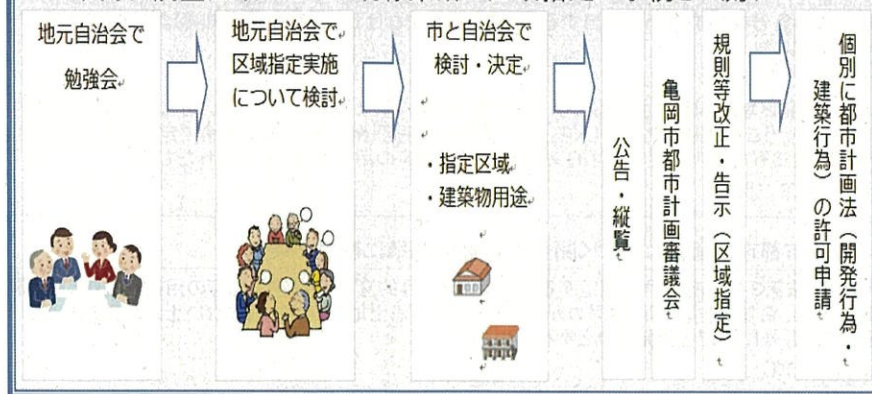 地元自治会で
勉強会
地元自治会で
区域指定実施
について検討
市と自治会で
検討・決定
・指定区域
・建築物用途
公告・縦覧
亀岡市都市計画審議会
規則等改正・告示（区域指定）
個別に都市計画法（開発行為・
建築行為）の許可申請